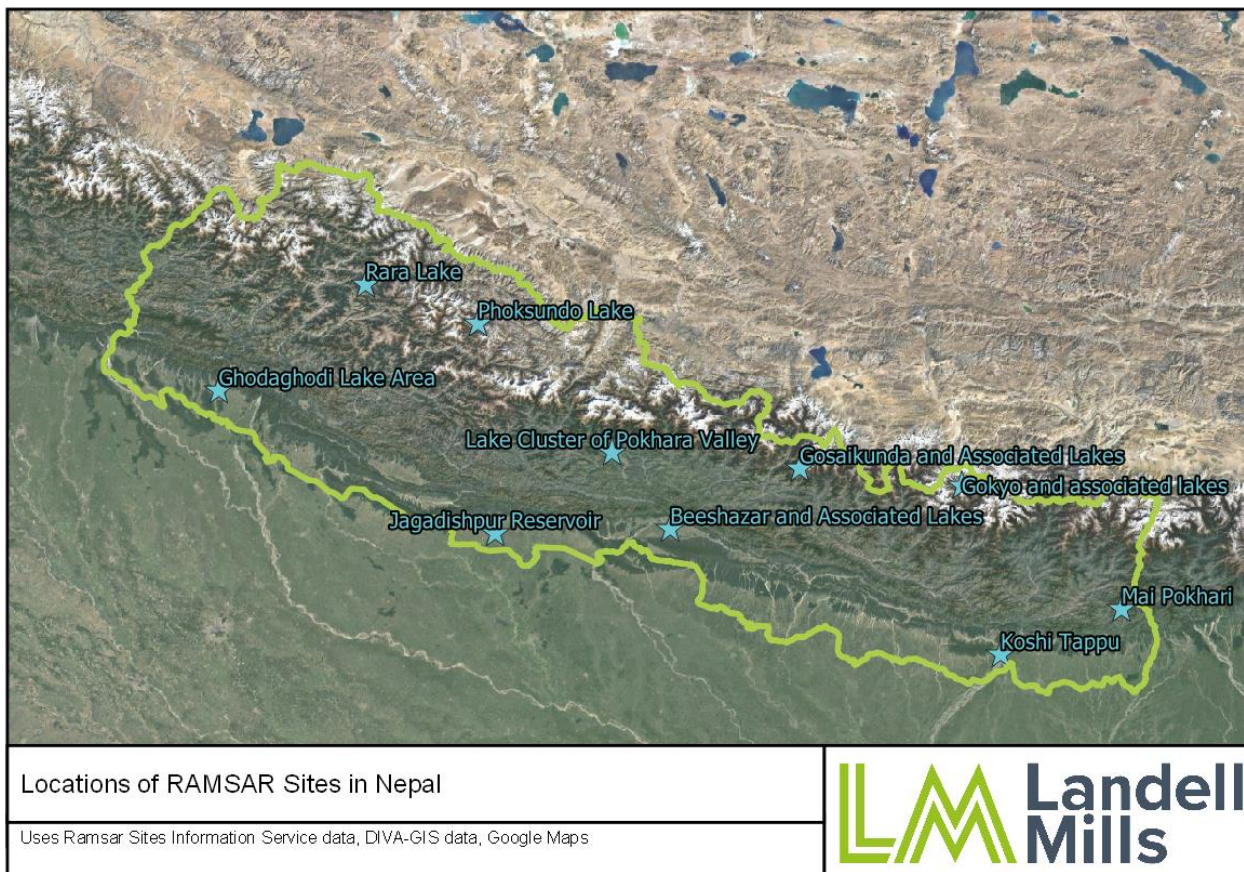 Rara Lake
Phoksundo Lake
Ghodaghodi Lake Area
Lake Cluster of Pokhara Valley
Gosaikunda and Associated Lakes
Gokyo and associated lakes
Jagadishpur Reservoir
Beeshazar and Associated Lakes
Mai Pokhari
Koshi Tappu
Locations of RAMSAR Sites in Nepal
Uses Ramsar Sites Information Service data, DIVA-GIS data, Google Maps
LM
Landell
Mills